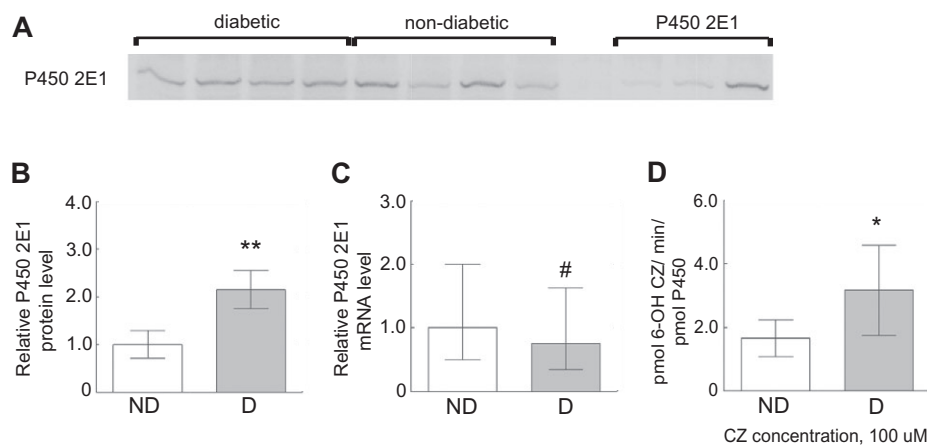 A
diabetic non-diabetic P450 2E1
P450 2E1
B
Relative P450 2E1
protein level
4.0
3.0
2.0
1.0
0
**
ND D
C
Relative P450 2E1
mRNA level
3.0
2.0
1.0
0
#
ND D
D
pmol 6-OH CZ/ min/
pmol P450
6.0
4.0
2.0
0
*
ND D
CZ concentration, 100 uM